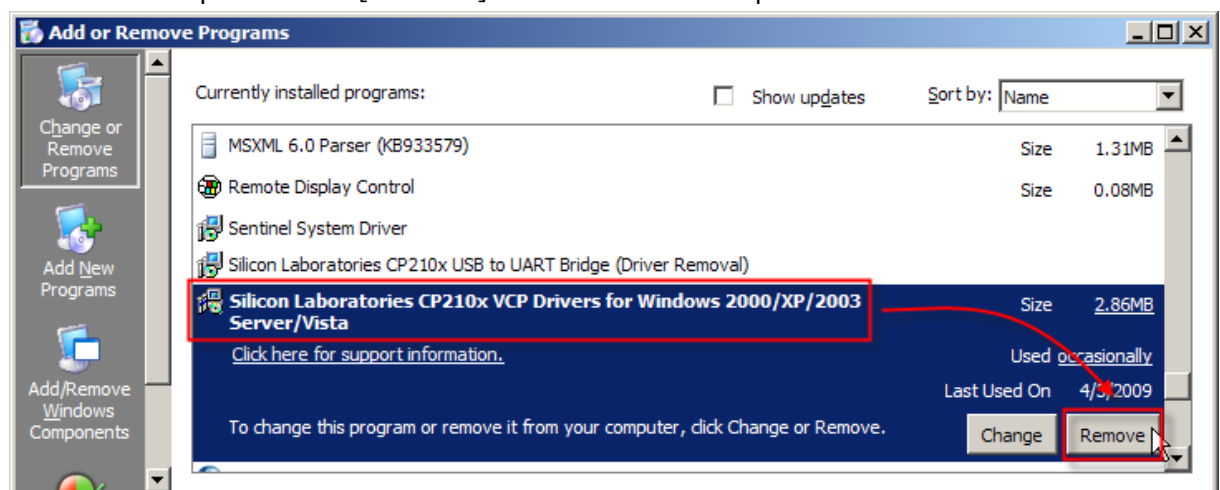 Add or Remove Programs
Change or
Remove
Programs
Add New
Programs
Add/Remove
Windows
Components
Currently installed programs:
Show updates
Sort by: Name
MSXML 6.0 Parser (KB933579) Size 1.31MB
Remote Display Control Size 0.08MB
Sentinel System Driver
Silicon Laboratories CP210x USB to UART Bridge (Driver Removal)
Silicon Laboratories CP210x VCP Drivers for Windows 2000/XP/2003 Size 2.86MB
Server/Vista
Click here for support information. Used occasionally
Last Used On 4/3/2009
To change this program or remove it from your computer, click Change or Remove. Change Remove